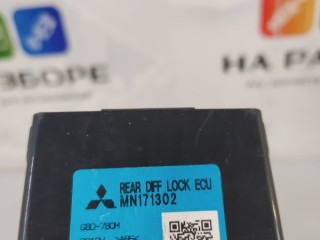 НА РА
ЗБОРЕ
REAR DIFF LOCK ECU
MN171302
G8D-780M